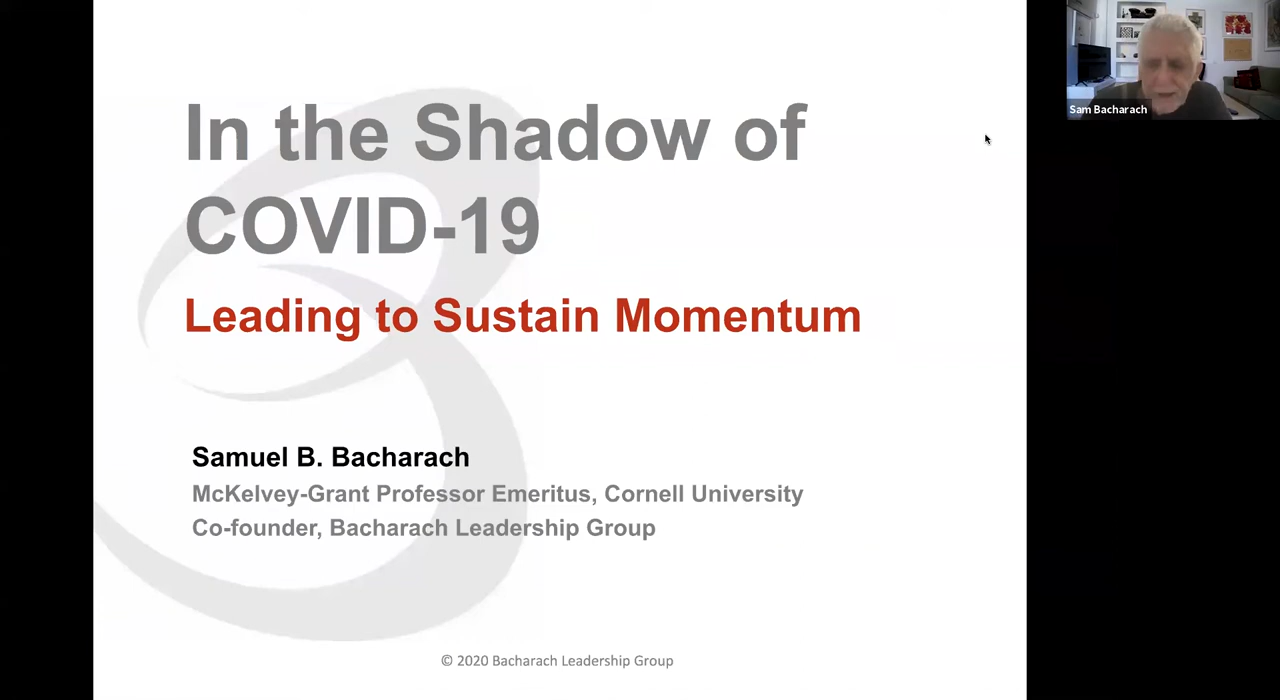 In the Shadow of
COVID-19
Leading to Sustain Momentum
Samuel B. Bacharach
McKelvey-Grant Professor Emeritus, Cornell University
Co-founder, Bacharach Leadership Group
© 2020 Bacharach Leadership Group
Sam Bacharach